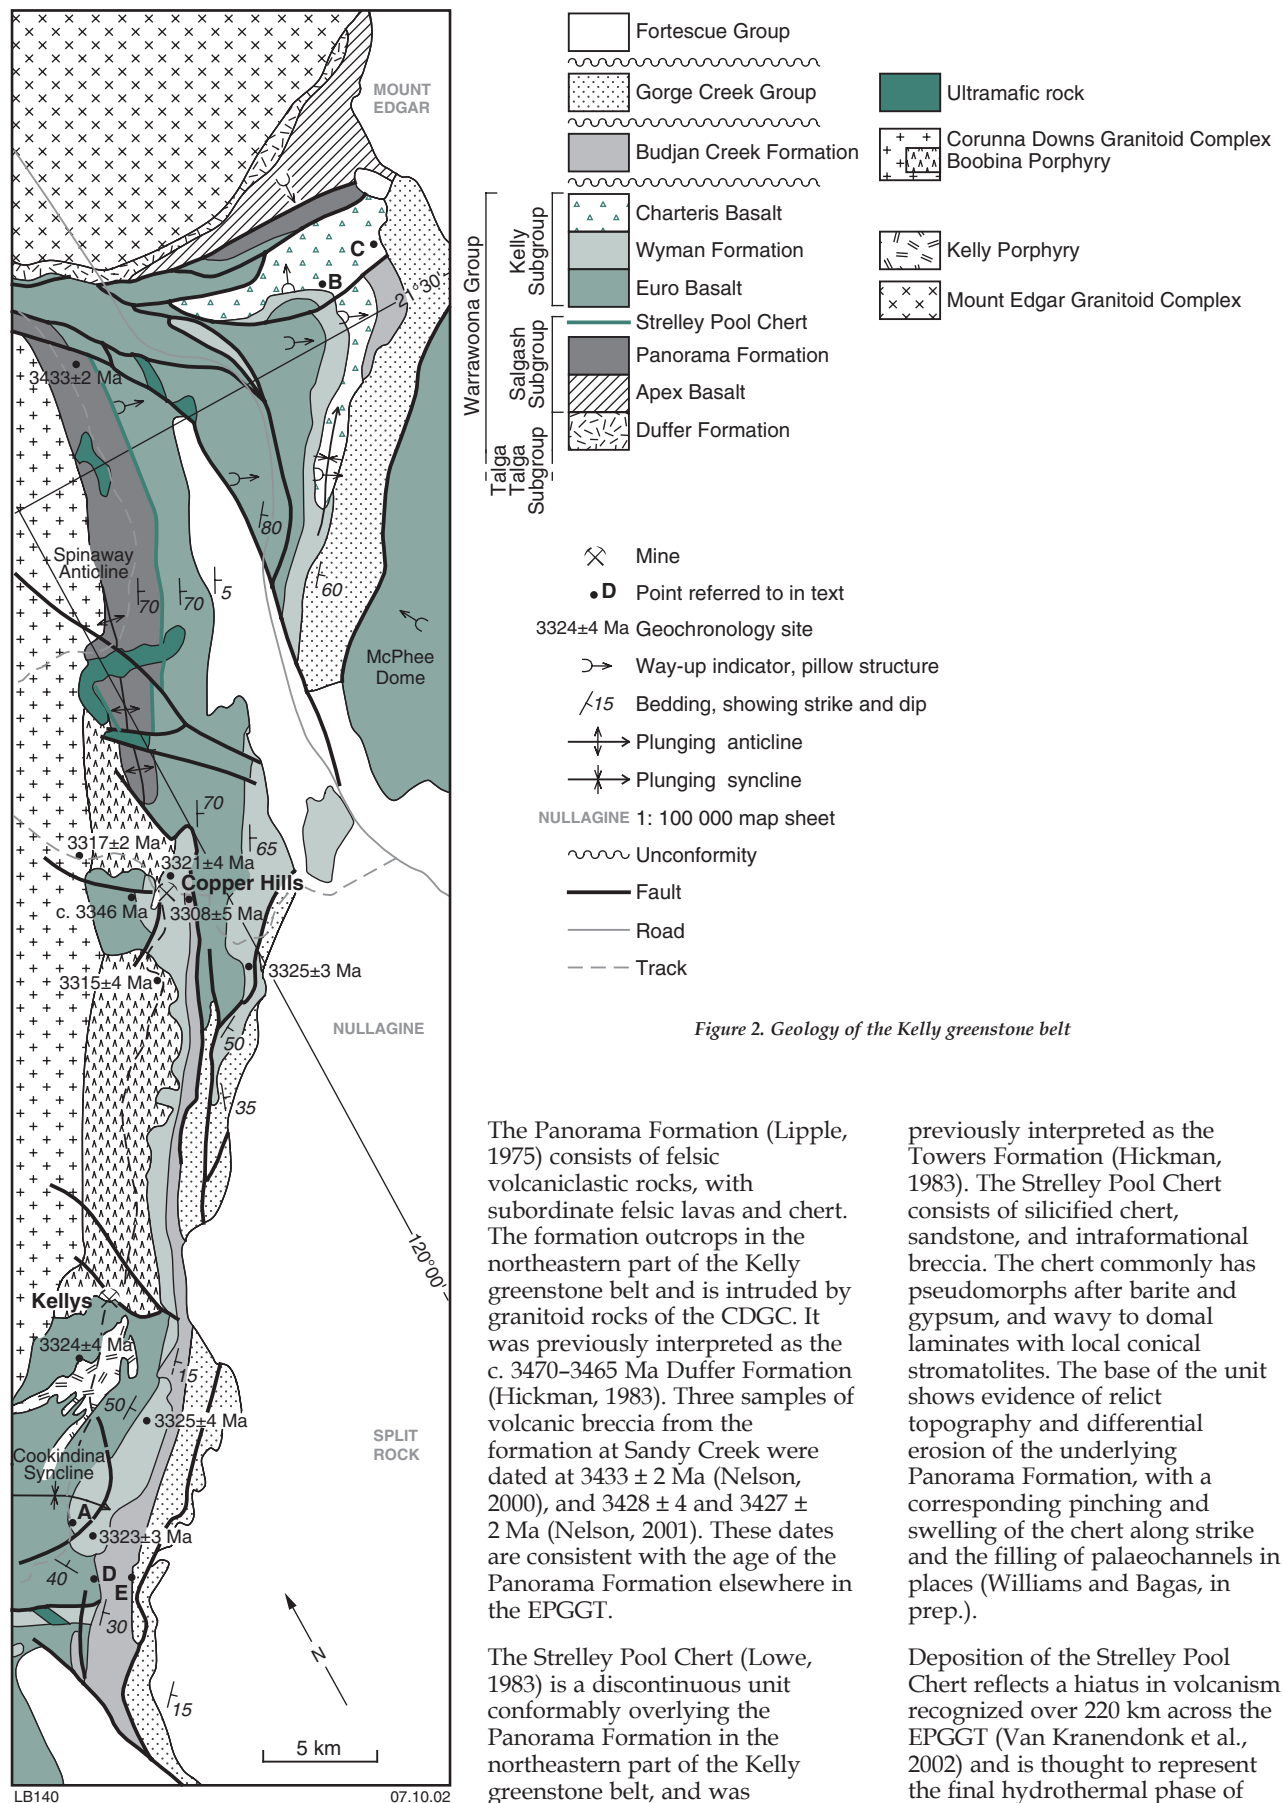 MOUNT
EDGAR
C
B
21°30'
3433±2 Ma
80
Spinaway
Anticline
70
70
5
60
McPhee
Dome
70
65
3317±2 Ma
3321±4 Ma
Copper Hills
c. 3346 Ma
3308±5 Ma
3325±3 Ma
3315±4 Ma
NULLAGINE
50
35
120°00'
Kellys
3324±4 Ma
15
50
3325±4 Ma
SPLIT
ROCK
Cookindina
Syncline
A
3323±3 Ma
40
D
E
30
N
15
5 km
LB140
07.10.02
Fortescue Group
Gorge Creek Group
Budjan Creek Formation
Charteris Basalt
Wyman Formation
Euro Basalt
Strelley Pool Chert
Panorama Formation
Apex Basalt
Duffer Formation
Warrawoona Group
Kelly
Subgroup
Salgash
Subgroup
Talga
Talga
Subgroup
Ultramafic rock
Corunna Downs Granitoid Complex
Boobina Porphyry
Kelly Porphyry
Mount Edgar Granitoid Complex
Mine
D Point referred to in text
3324±4 Ma Geochronology site
Way-up indicator, pillow structure
15 Bedding, showing strike and dip
Plunging anticline
Plunging syncline
NULLAGINE 1: 100 000 map sheet
Unconformity
Fault
Road
Track
Figure 2. Geology of the Kelly greenstone belt
The Panorama Formation (Lipple,
1975) consists of felsic
volcaniclastic rocks, with
subordinate felsic lavas and chert.
The formation outcrops in the
northeastern part of the Kelly
greenstone belt and is intruded by
granitoid rocks of the CDGC. It
was previously interpreted as the
c. 3470–3465 Ma Duffer Formation
(Hickman, 1983). Three samples of
volcanic breccia from the
formation at Sandy Creek were
dated at 3433 ± 2 Ma (Nelson,
2000), and 3428 ± 4 and 3427 ±
2 Ma (Nelson, 2001). These dates
are consistent with the age of the
Panorama Formation elsewhere in
the EPGGT.
The Strelley Pool Chert (Lowe,
1983) is a discontinuous unit
conformably overlying the
Panorama Formation in the
northeastern part of the Kelly
greenstone belt, and was
previously interpreted as the
Towers Formation (Hickman,
1983). The Strelley Pool Chert
consists of silicified chert,
sandstone, and intraformational
breccia. The chert commonly has
pseudomorphs after barite and
gypsum, and wavy to domal
laminates with local conical
stromatolites. The base of the unit
shows evidence of relict
topography and differential
erosion of the underlying
Panorama Formation, with a
corresponding pinching and
swelling of the chert along strike
and the filling of palaeochannels in
places (Williams and Bagas, in
prep.).
Deposition of the Strelley Pool
Chert reflects a hiatus in volcanism
recognized over 220 km across the
EPGGT (Van Kranendonk et al.,
2002) and is thought to represent
the final hydrothermal phase of